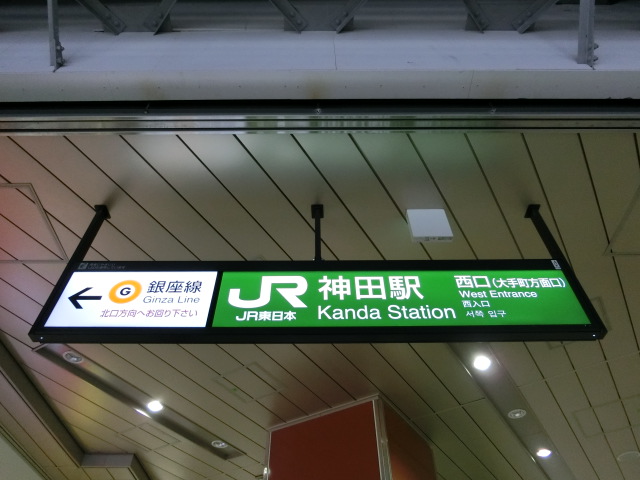 G 銀座線
Ginza Line
北口方向へお回り下さい
JR
JR東日本
神田駅
Kanda Station
西口(大手町方面口)
West Entrance
西入口
서쪽 입구